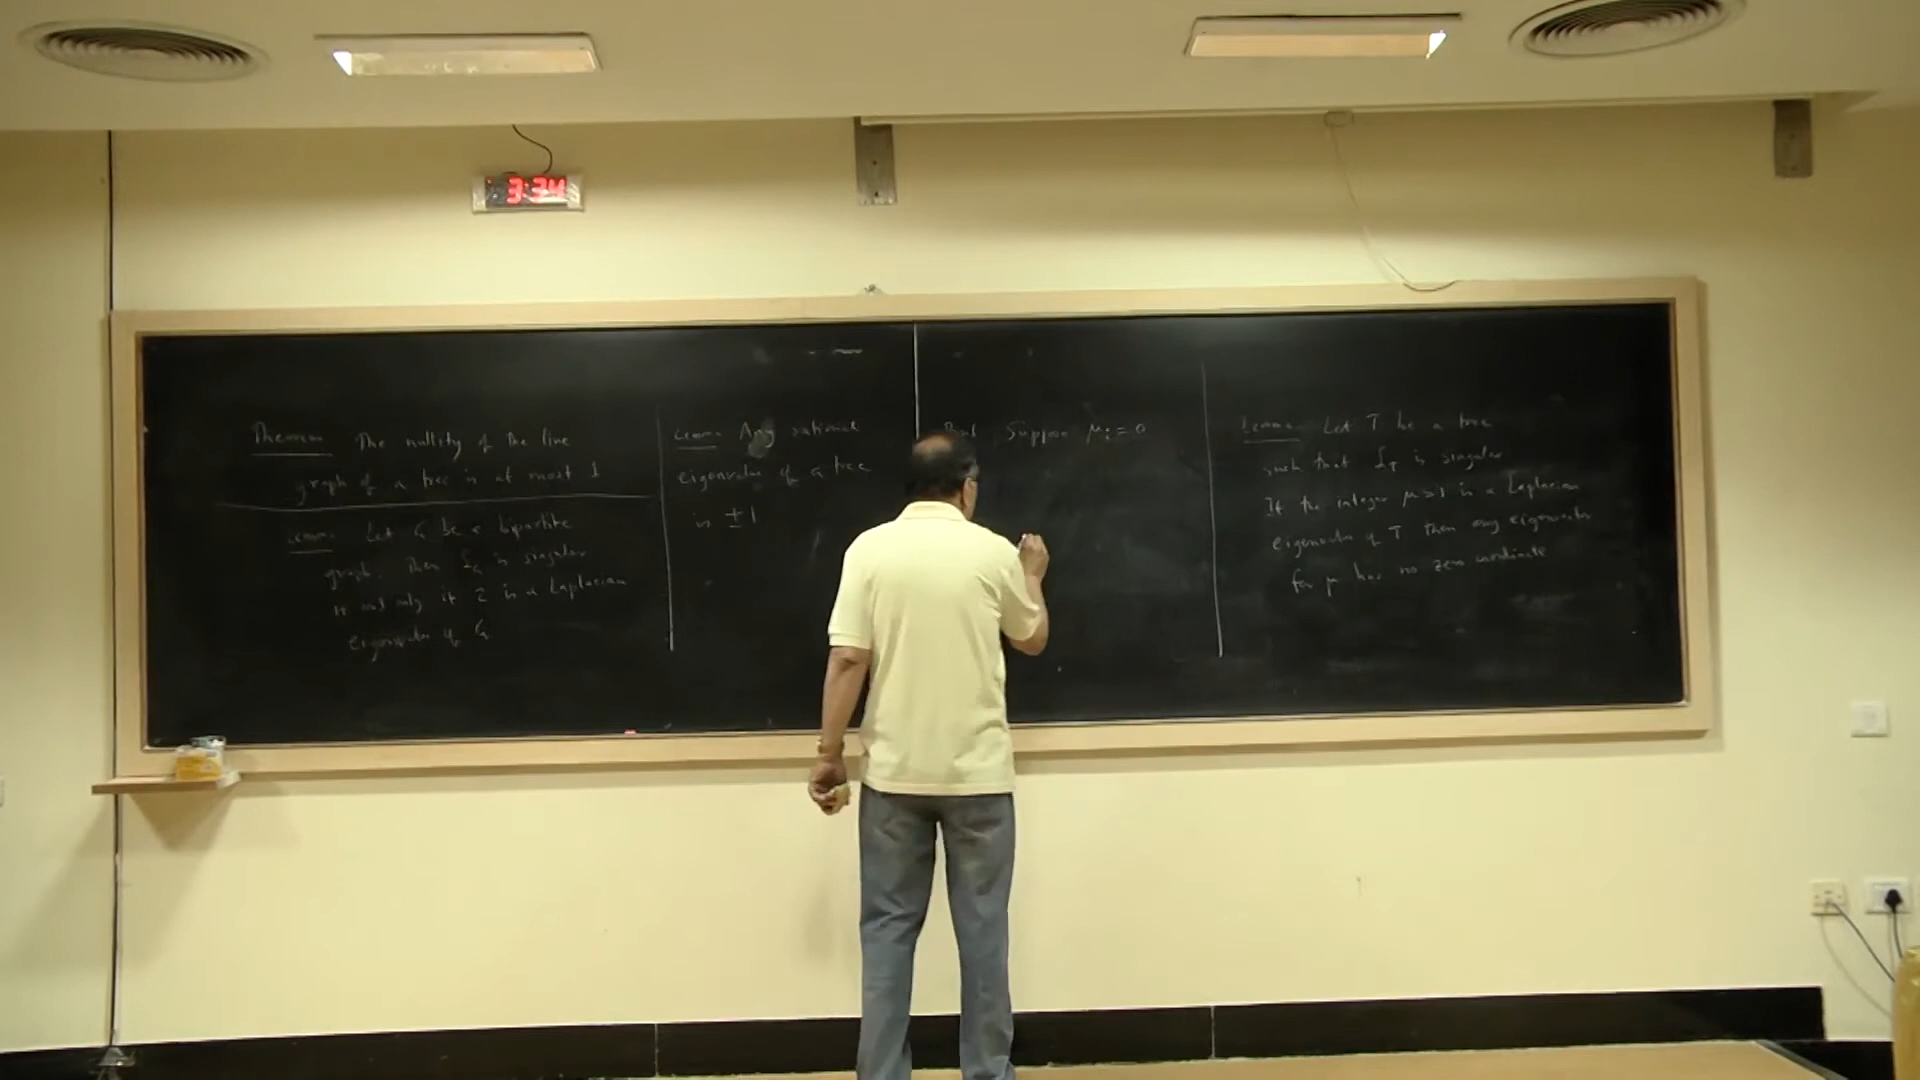 3:34
Theorem The nullity of the line
graph of a tree is at most 1
Lemma Let G be a bipartite
graph. Then L_G is singular
if and only if 2 is a Laplacian
eigenvalue of G
Lemma Any rational
eigenvalue of a tree
is ±1
Suppose μ_i = 0
Lemma Let T be a tree
such that L_T is singular
If the integer μ > 1 is a Laplacian
eigenvalue of T then any eigenvector
for μ has no zero coordinate